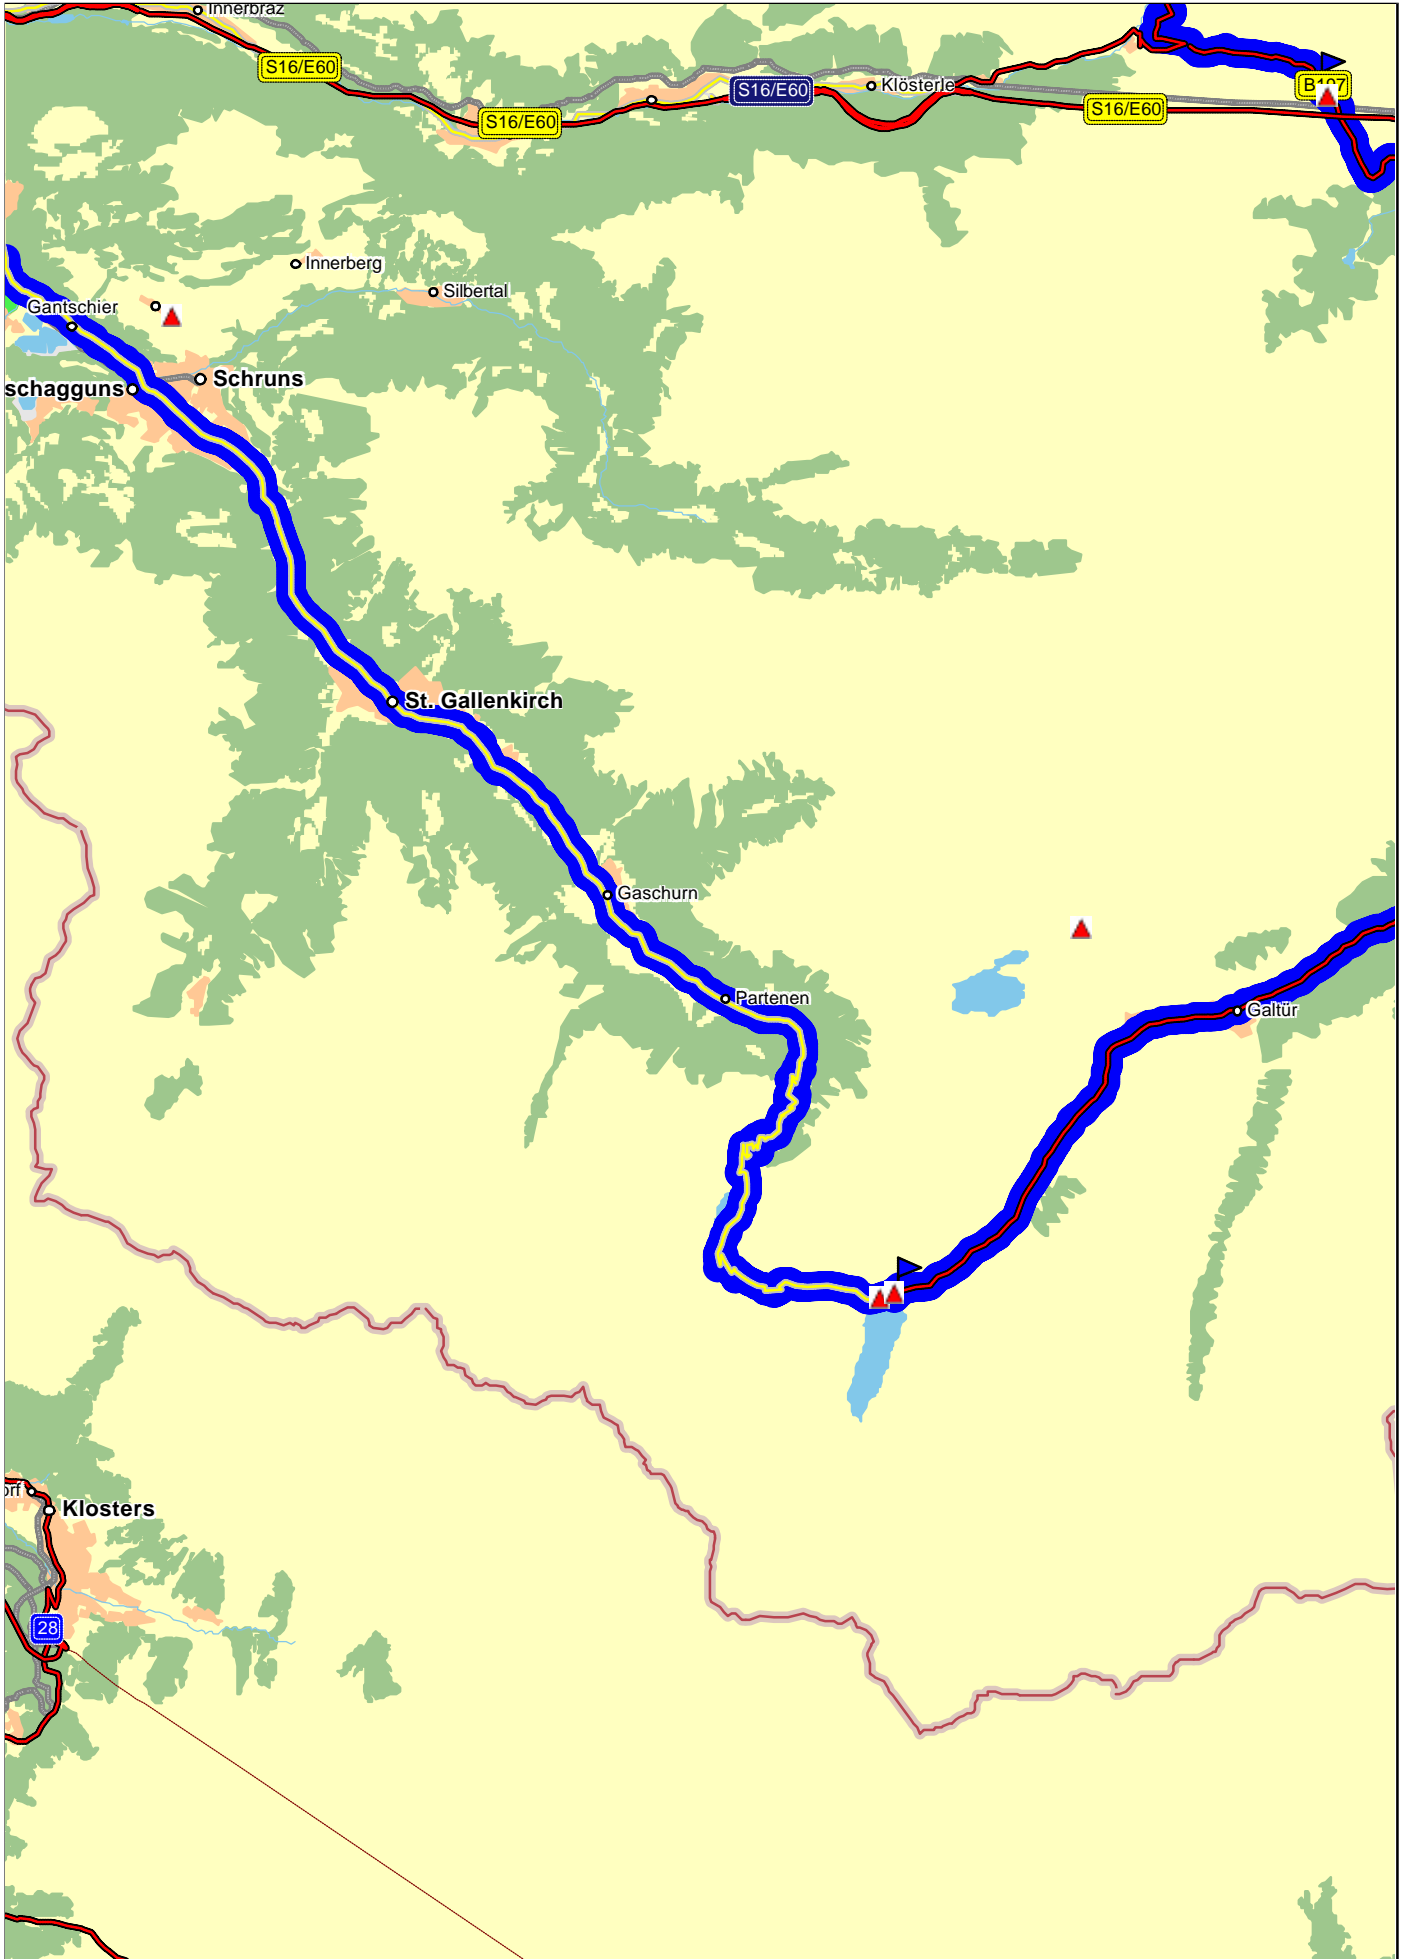 Innerbraz
S16/E60
S16/E60
Klösterle
S16/E60
S16/E60
Innerberg
Silbertal
Gantschier
Schruns
schagguns
St. Gallenkirch
Gaschurn
Partenen
Galtür
orf
Klosters
28